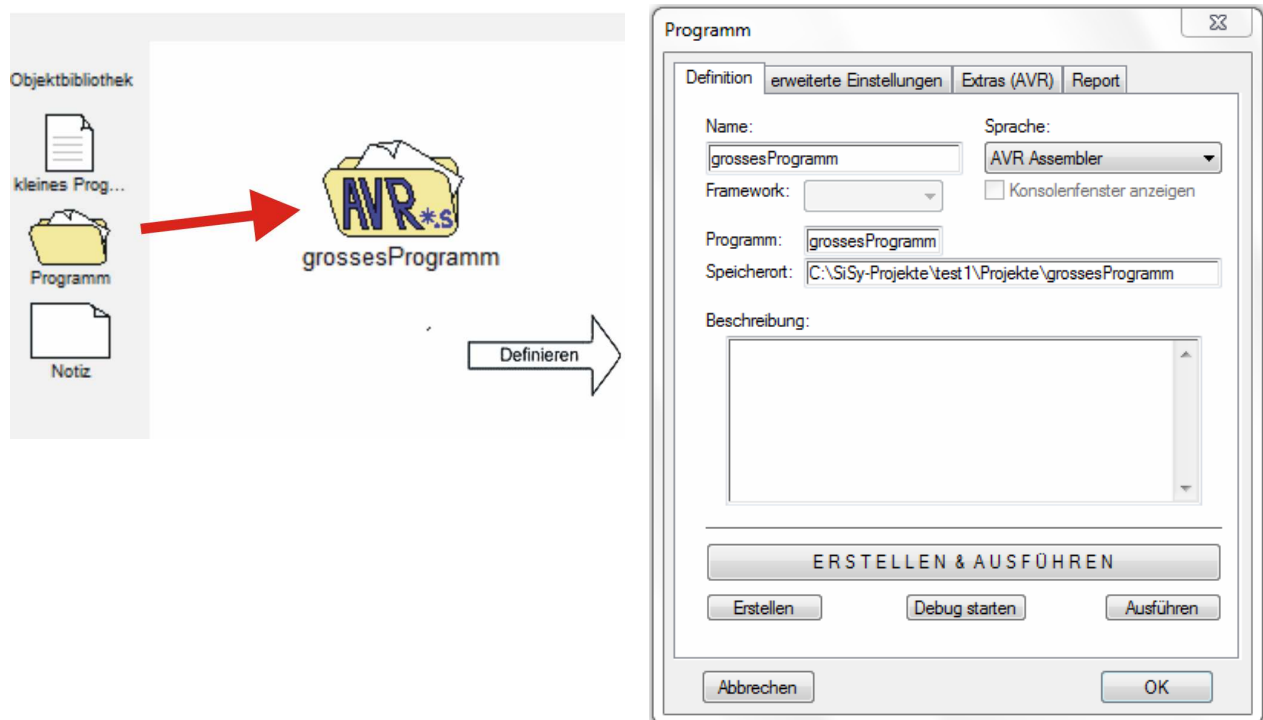 Objektbibliothek
kleines Prog...
Programm
Notiz
AVR *.s
grossesProgramm
Definieren
Programm
Definition erweiterte Einstellungen Extras (AVR) Report
Name: Sprache:
grossesProgramm AVR Assembler
Framework: Konsolenfenster anzeigen
Programm: grossesProgramm
Speicherort: C:\SiSy-Projekte\test1\Projekte\grossesProgramm
Beschreibung:
E R S T E L L E N & A U S F Ü H R E N
Erstellen Debug starten Ausführen
Abbrechen OK